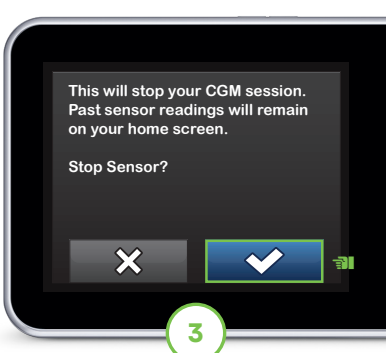 This will stop your CGM session.
Past sensor readings will remain
on your home screen.
Stop Sensor?
3